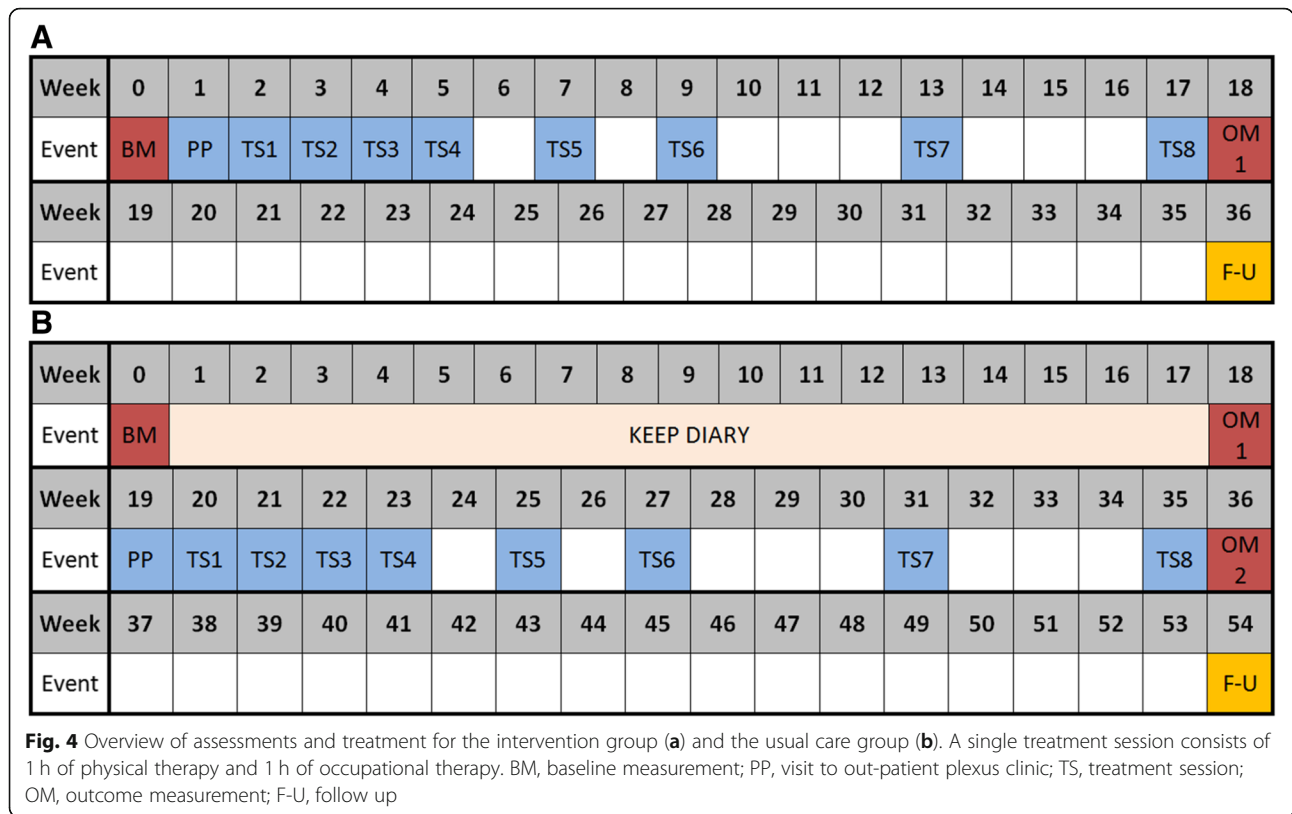 A
Week 0 1 2 3 4 5 6 7 8 9 10 11 12 13 14 15 16 17 18
Event BM PP TS1 TS2 TS3 TS4 TS5 TS6 TS7 TS8 OM 1
Week 19 20 21 22 23 24 25 26 27 28 29 30 31 32 33 34 35 36
Event F-U
B
Week 0 1 2 3 4 5 6 7 8 9 10 11 12 13 14 15 16 17 18
Event BM KEEP DIARY OM 1
Week 19 20 21 22 23 24 25 26 27 28 29 30 31 32 33 34 35 36
Event PP TS1 TS2 TS3 TS4 TS5 TS6 TS7 TS8 OM 2
Week 37 38 39 40 41 42 43 44 45 46 47 48 49 50 51 52 53 54
Event F-U
Fig. 4 Overview of assessments and treatment for the intervention group (a) and the usual care group (b). A single treatment session consists of
1 h of physical therapy and 1 h of occupational therapy. BM, baseline measurement; PP, visit to out-patient plexus clinic; TS, treatment session;
OM, outcome measurement; F-U, follow up